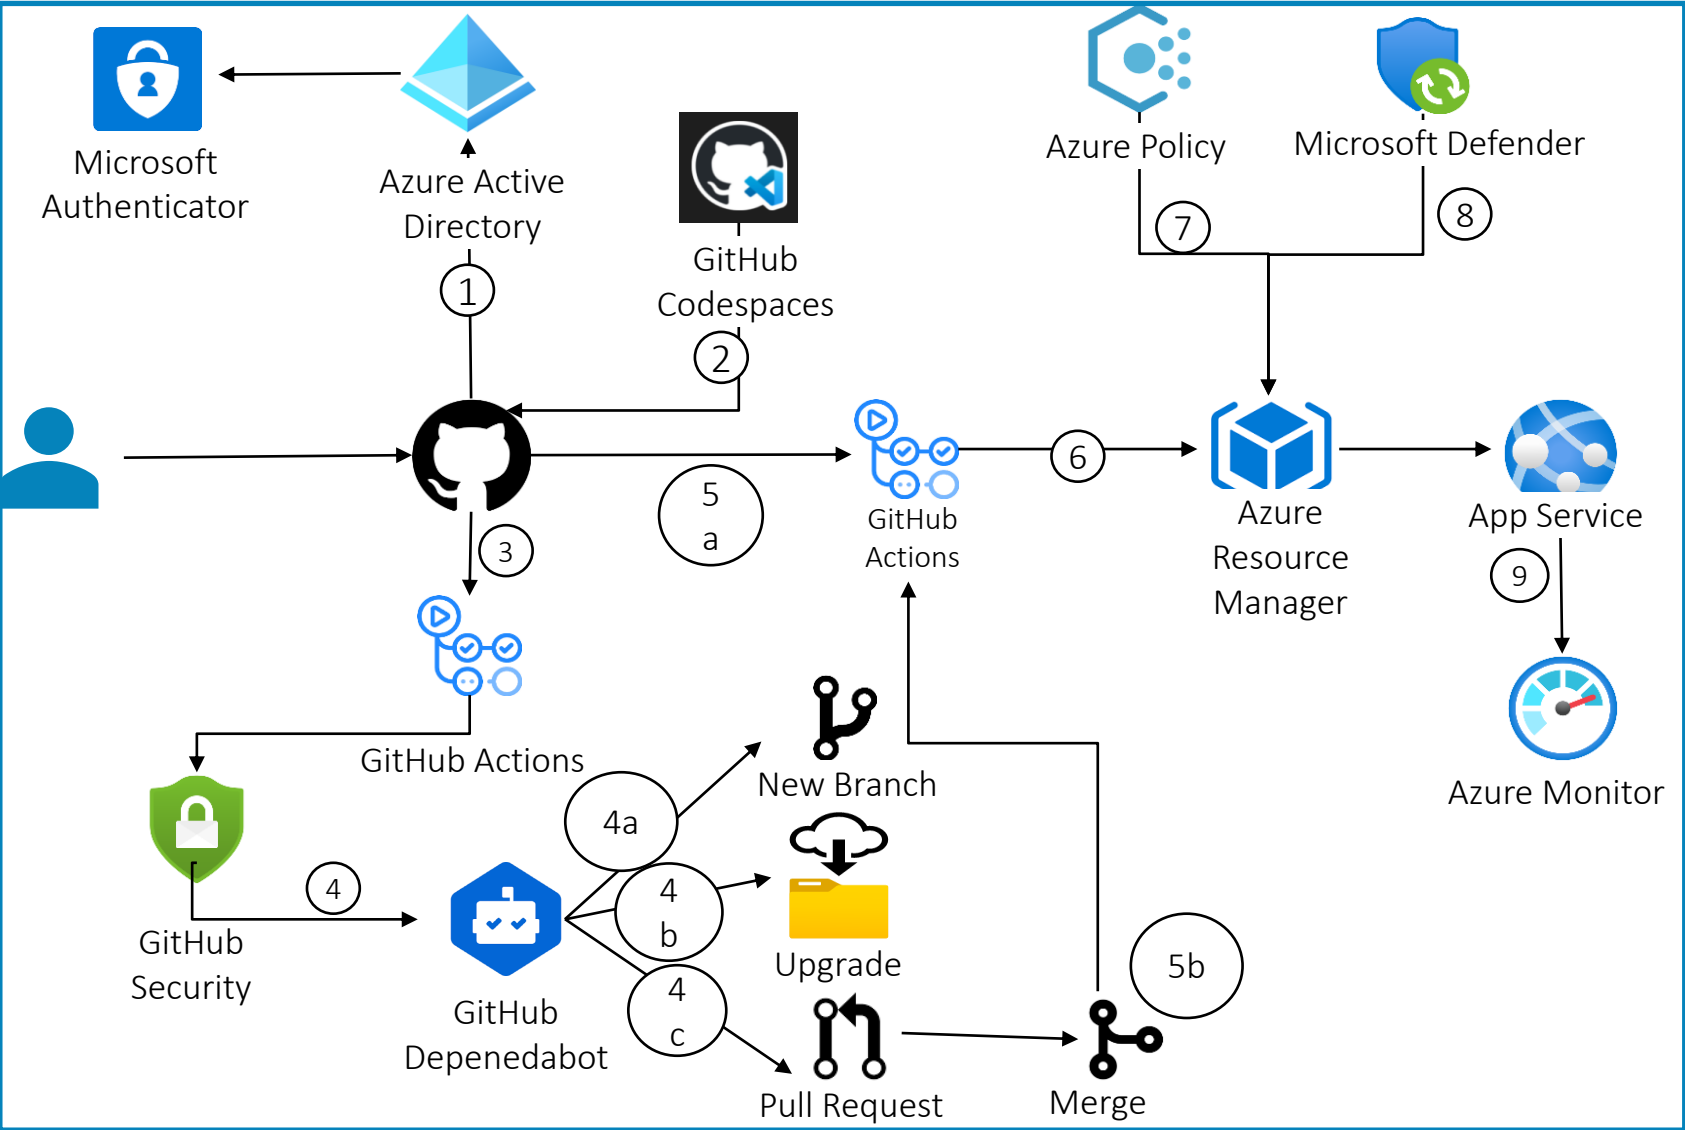 Microsoft
Authenticator
Azure Active
Directory
GitHub
Codespaces
Azure Policy
Microsoft Defender
1
2
7
8
5
a
6
GitHub
Actions
Azure
Resource
Manager
App Service
3
9
GitHub Actions
Azure Monitor
4
GitHub
Security
GitHub
Depenedabot
4a
4
b
4
c
New Branch
Upgrade
Pull Request
5b
Merge